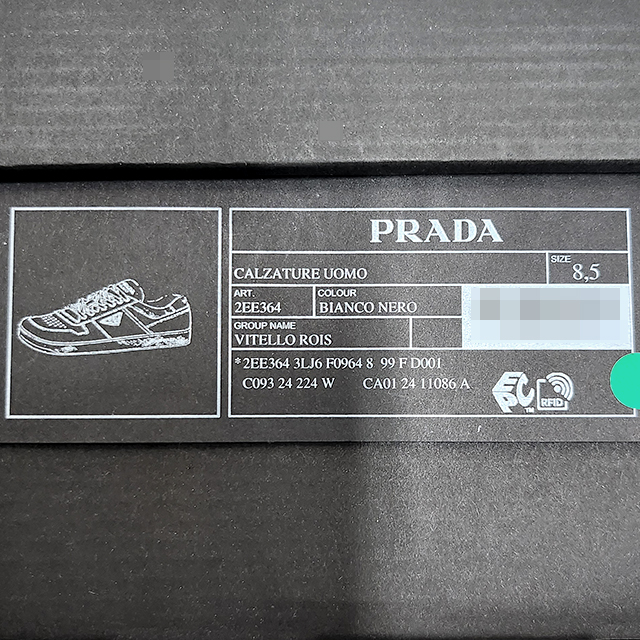 PRADA
CALZATURE UOMO
SIZE
8,5
ART.
2EE364
COLOUR
BIANCO NERO
GROUP NAME
VITELLO ROIS
*2EE364 3LJ6 F0964 8 99 F D001
C093 24 224 W CA01 24 11086 A
EPC™
RFID